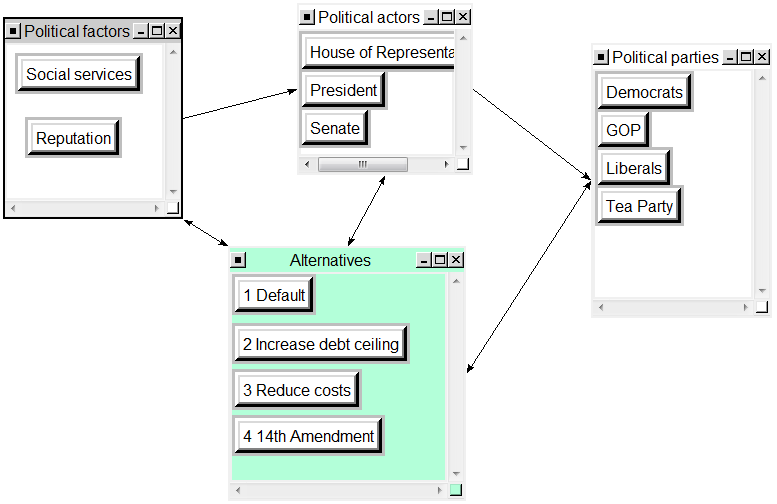 Political factors
Social services
Reputation
Political actors
House of Representa
President
Senate
Political parties
Democrats
GOP
Liberals
Tea Party
Alternatives
1 Default
2 Increase debt ceiling
3 Reduce costs
4 14th Amendment